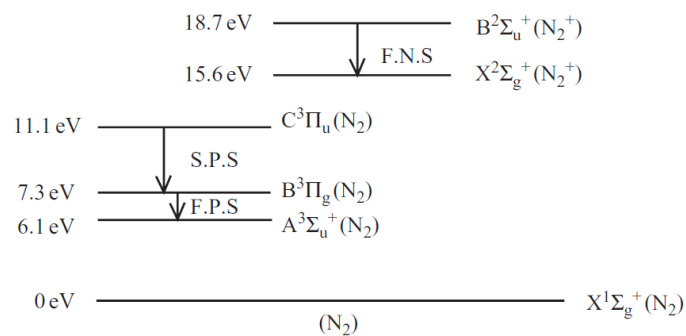 18.7 eV B²Σᵤ⁺(N₂⁺)
F.N.S
15.6 eV X²Σg⁺(N₂⁺)
11.1 eV C³Πᵤ(N₂)
S.P.S
7.3 eV B³Πg(N₂)
F.P.S
6.1 eV A³Σᵤ⁺(N₂)
0 eV X¹Σg⁺(N₂)
(N₂)